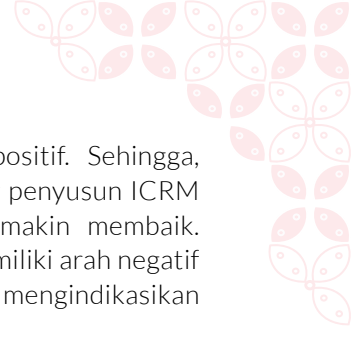 positif. Sehingga,
penyusun ICRM
makin membaik.
miliki arah negatif
mengindikasikan